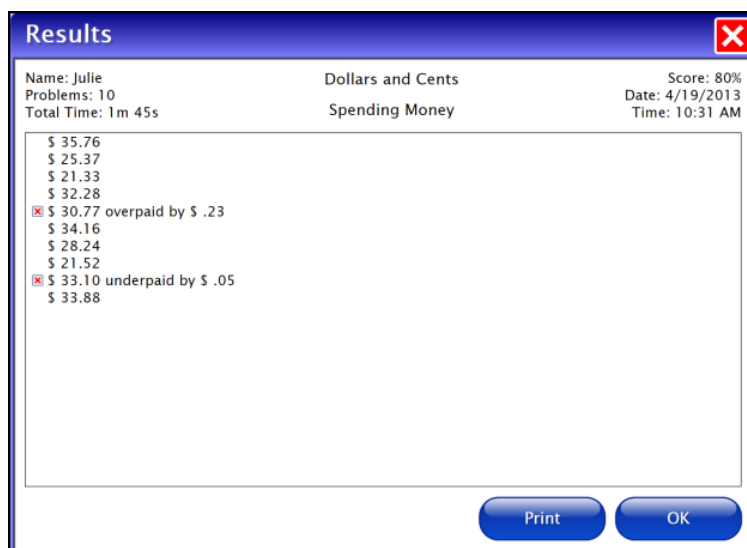 Results
Name: Julie
Problems: 10
Total Time: 1m 45s
Dollars and Cents
Spending Money
Score: 80%
Date: 4/19/2013
Time: 10:31 AM
$ 35.76
$ 25.37
$ 21.33
$ 32.28
$ 30.77 overpaid by $ .23
$ 34.16
$ 28.24
$ 21.52
$ 33.10 underpaid by $ .05
$ 33.88
Print
OK